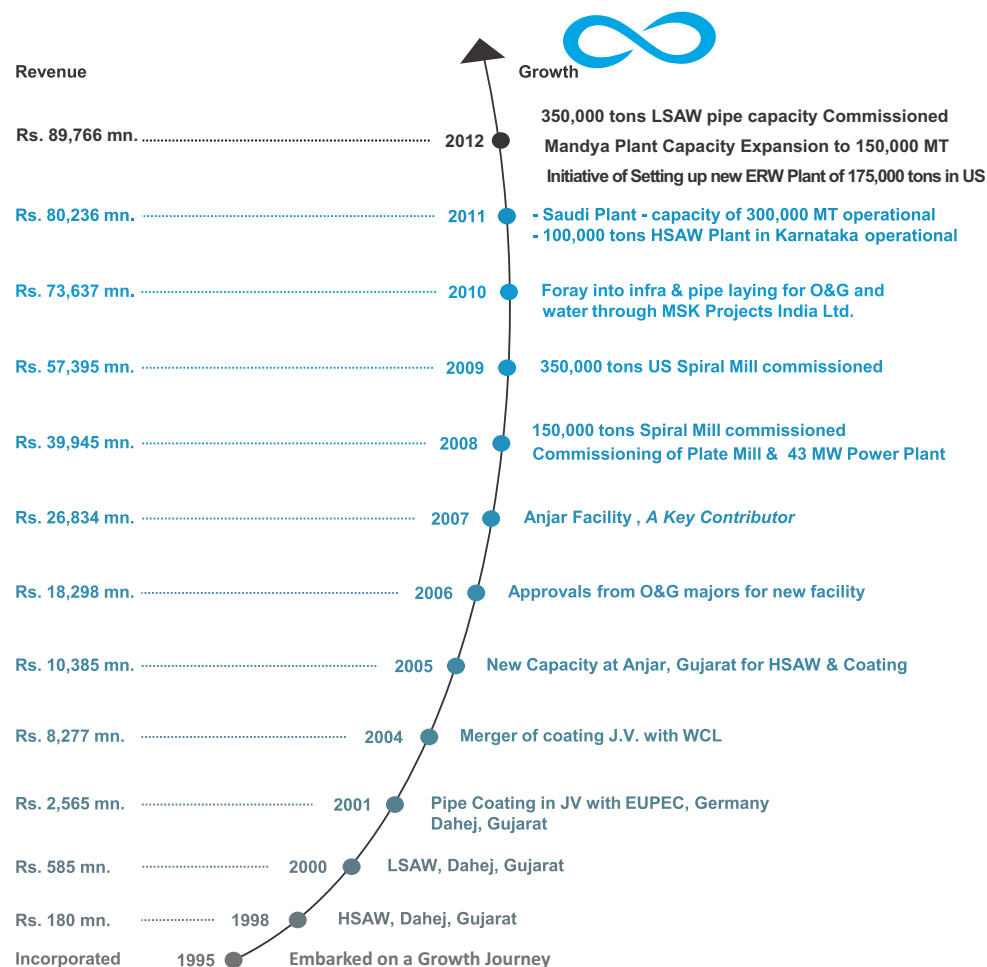 Revenue
Growth
Rs. 89,766 mn.
2012
350,000 tons LSAW pipe capacity Commissioned
Mandya Plant Capacity Expansion to 150,000 MT
Initiative of Setting up new ERW Plant of 175,000 tons in US
Rs. 80,236 mn.
2011
- Saudi Plant - capacity of 300,000 MT operational
- 100,000 tons HSAW Plant in Karnataka operational
Rs. 73,637 mn.
2010
Foray into infra & pipe laying for O&G and
water through MSK Projects India Ltd.
Rs. 57,395 mn.
2009
350,000 tons US Spiral Mill commissioned
Rs. 39,945 mn.
2008
150,000 tons Spiral Mill commissioned
Commissioning of Plate Mill & 43 MW Power Plant
Rs. 26,834 mn.
2007
Anjar Facility , A Key Contributor
Rs. 18,298 mn.
2006
Approvals from O&G majors for new facility
Rs. 10,385 mn.
2005
New Capacity at Anjar, Gujarat for HSAW & Coating
Rs. 8,277 mn.
2004
Merger of coating J.V. with WCL
Rs. 2,565 mn.
2001
Pipe Coating in JV with EUPEC, Germany
Dahej, Gujarat
Rs. 585 mn.
2000
LSAW, Dahej, Gujarat
Rs. 180 mn.
1998
HSAW, Dahej, Gujarat
Incorporated
1995
Embarked on a Growth Journey